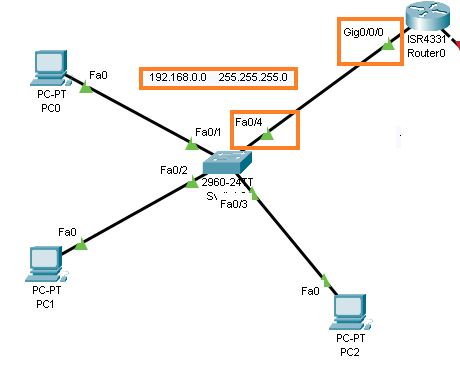 Gig0/0/0
ISR4331
Router0
192.168.0.0 255.255.255.0
Fa0
PC-PT
PC0
Fa0/4
Fa0/1
Fa0/2
2960-24TT
Fa0/3
Fa0
PC-PT
PC1
Fa0
PC-PT
PC2